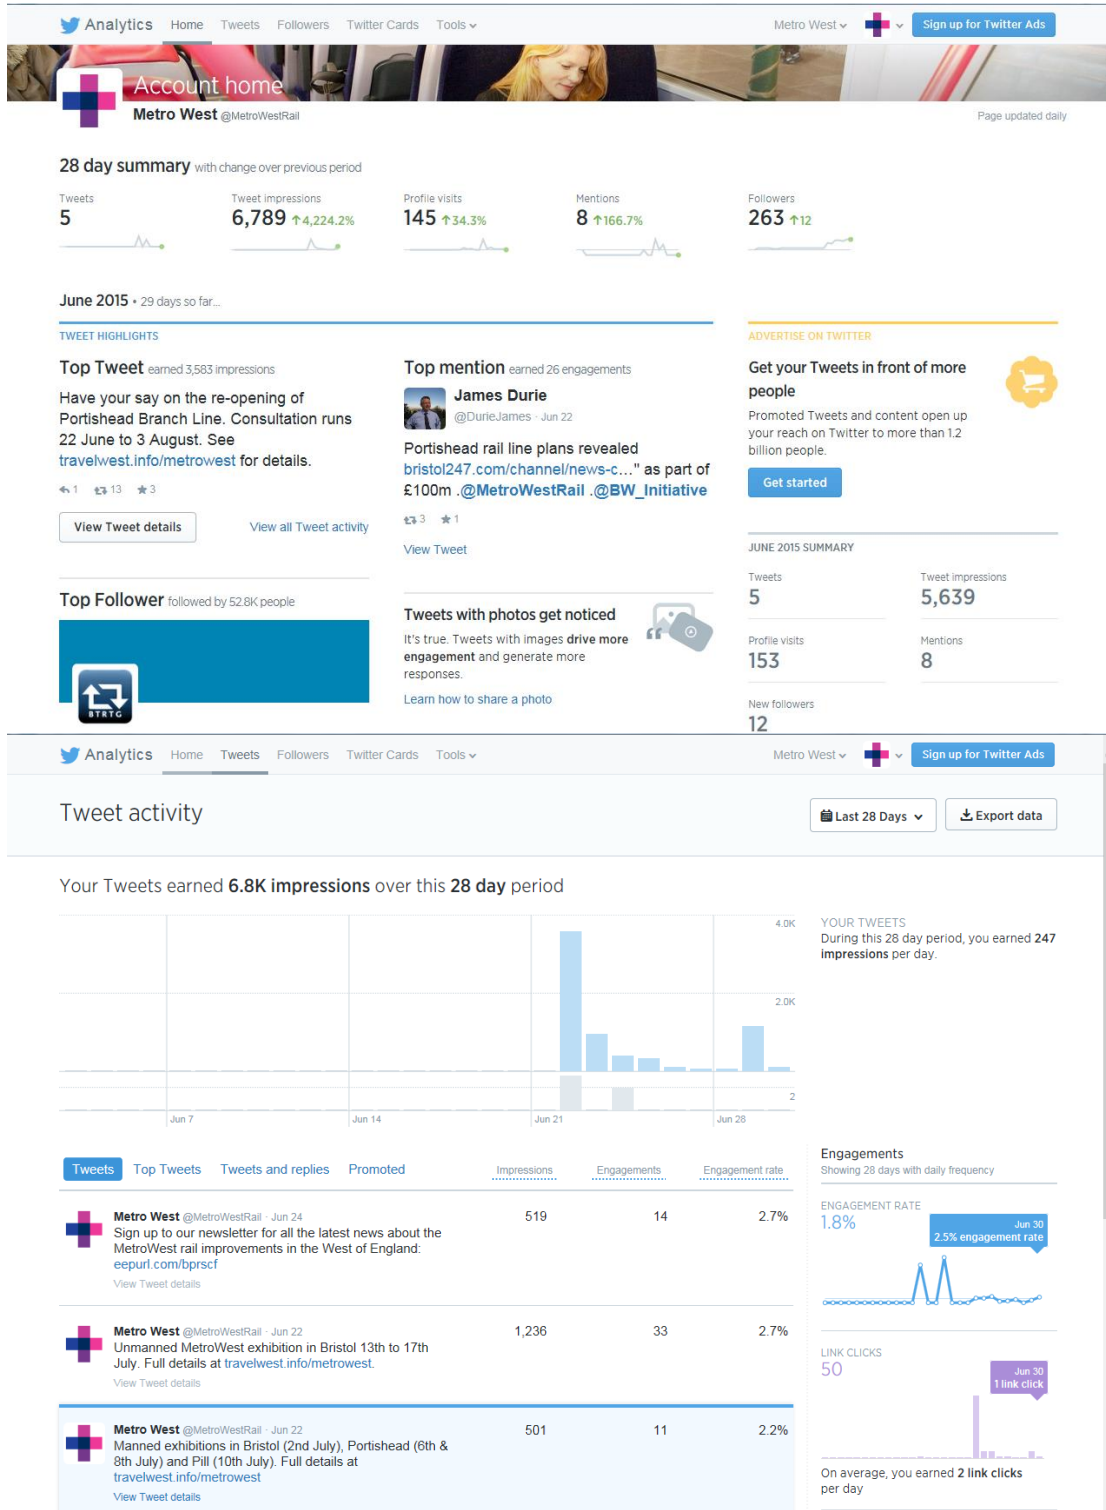 Analytics Home Tweets Followers Twitter Cards Tools Metro West Sign up for Twitter Ads
Account home
Metro West @MetroWestRail Page updated daily
28 day summary with change over previous period
Tweets Tweet impressions Profile visits Mentions Followers
5 6,789 ↑4,224.2% 145 ↑34.3% 8 ↑166.7% 263 ↑12
June 2015 • 29 days so far...
TWEET HIGHLIGHTS
Top Tweet earned 3,583 impressions
Have your say on the re-opening of
Portishead Branch Line. Consultation runs
22 June to 3 August. See
travelwest.info/metrowest for details.
1 13 3
View Tweet details View all Tweet activity
Top mention earned 26 engagements
James Durie
@DurieJames · Jun 22
Portishead rail line plans revealed
bristol247.com/channel/news-c..." as part of
£100m .@MetroWestRail .@BW_Initiative
3 1
View Tweet
ADVERTISE ON TWITTER
Get your Tweets in front of more
people
Promoted Tweets and content open up
your reach on Twitter to more than 1.2
billion people.
Get started
Top Follower followed by 52.8K people
BTRTG
Tweets with photos get noticed
It's true. Tweets with images drive more
engagement and generate more
responses.
Learn how to share a photo
JUNE 2015 SUMMARY
Tweets Tweet impressions
5 5,639
Profile visits Mentions
153 8
New followers
12
Analytics Home Tweets Followers Twitter Cards Tools Metro West Sign up for Twitter Ads
Tweet activity Last 28 Days Export data
Your Tweets earned 6.8K impressions over this 28 day period
4.0K
2.0K
2
Jun 7 Jun 14 Jun 21 Jun 28
YOUR TWEETS
During this 28 day period, you earned 247
impressions per day.
Tweets Top Tweets Tweets and replies Promoted Impressions Engagements Engagement rate
Metro West @MetroWestRail · Jun 24 519 14 2.7%
Sign up to our newsletter for all the latest news about the
MetroWest rail improvements in the West of England:
eepurl.com/bprscf
View Tweet details
Metro West @MetroWestRail · Jun 22 1,236 33 2.7%
Unmanned MetroWest exhibition in Bristol 13th to 17th
July. Full details at travelwest.info/metrowest.
View Tweet details
Metro West @MetroWestRail · Jun 22 501 11 2.2%
Manned exhibitions in Bristol (2nd July), Portishead (6th &
8th July) and Pill (10th July). Full details at
travelwest.info/metrowest
View Tweet details
Engagements
Showing 28 days with daily frequency
ENGAGEMENT RATE
1.8%
Jun 30
2.5% engagement rate
LINK CLICKS
50
Jun 30
1 link click
On average, you earned 2 link clicks
per day